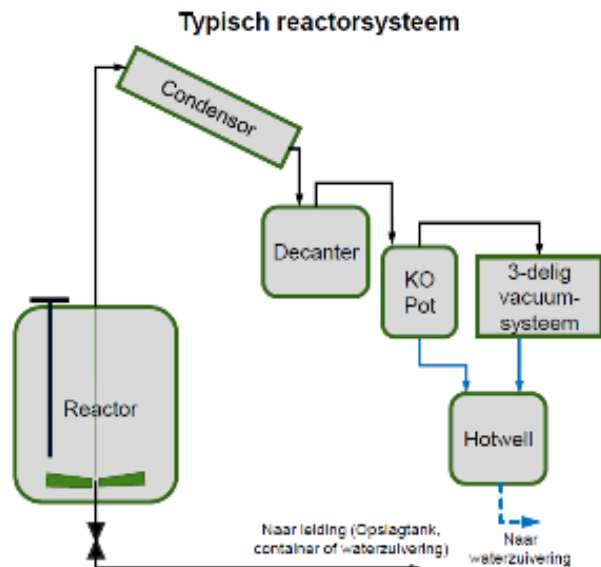 Typisch reactorsysteem
Condensor
Decanter
KO
Pot
3-delig
vacuum-
systeem
Reactor
Hotwell
Naar leiding (Opslagtank,
container of waterzuivering)
Naar
waterzuivering